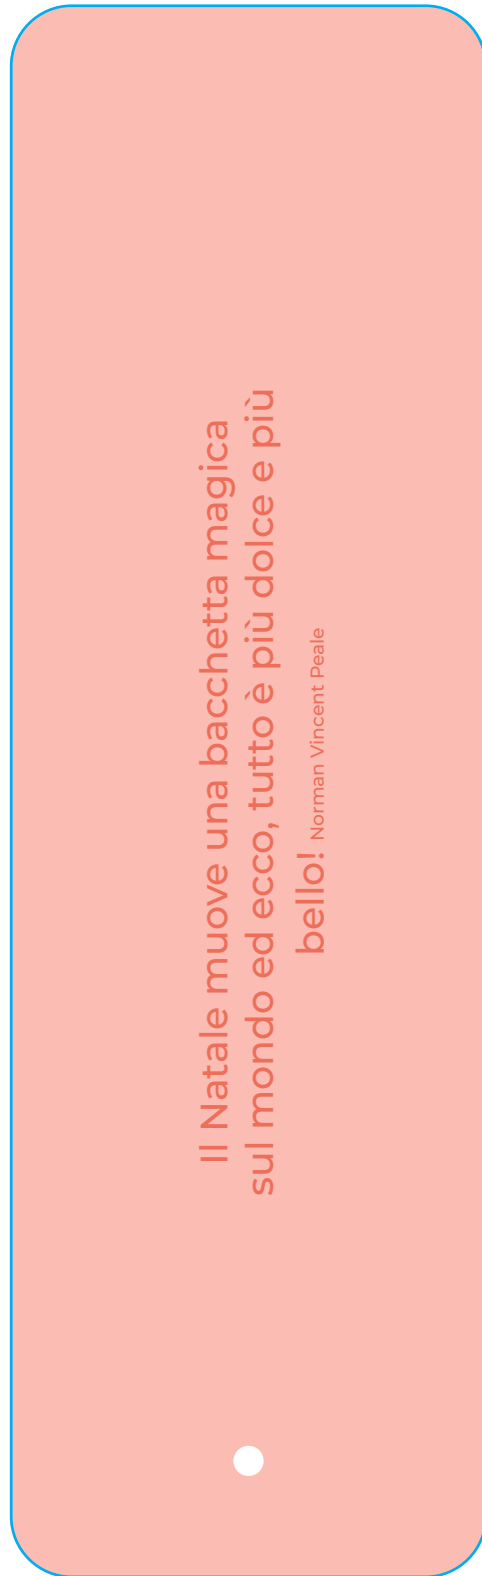 Il Natale muove una bacchetta magica
sul mondo ed ecco, tutto è più dolce e più
bello! Norman Vincent Peale